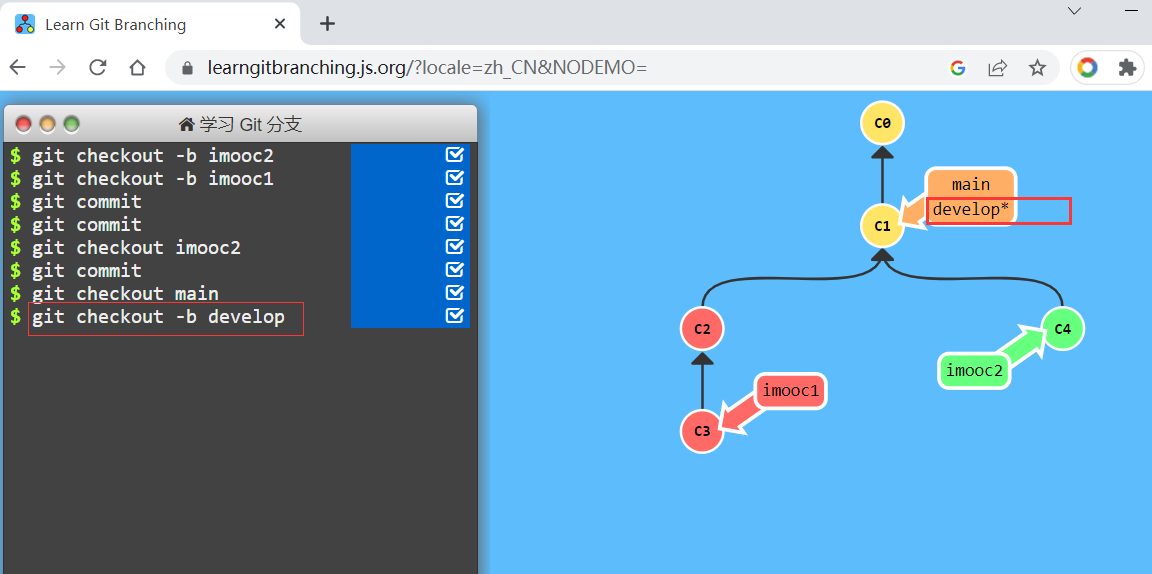 Learn Git Branching
learngitbranching.js.org/?locale=zh_CN&NODEMO=
学习 Git 分支
$ git checkout -b imooc2
$ git checkout -b imooc1
$ git commit
$ git commit
$ git checkout imooc2
$ git commit
$ git checkout main
$ git checkout -b develop
C0
main
develop*
C1
C2
C4
imooc2
imooc1
C3